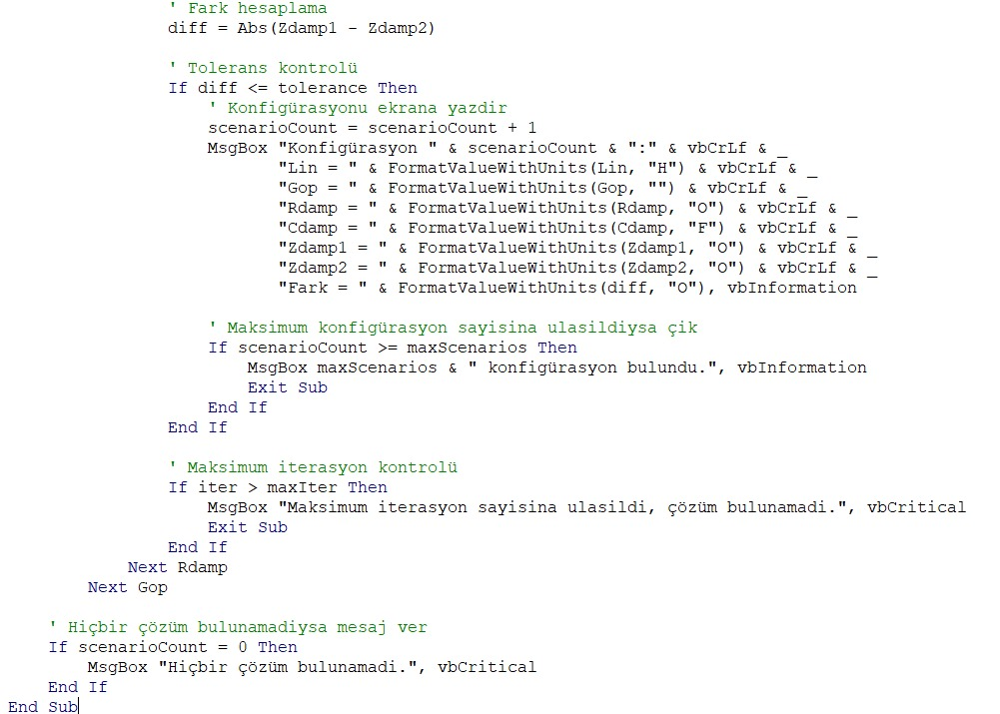 ' Fark hesaplama
diff = Abs(Zdamp1 - Zdamp2)
' Tolerans kontrolü
If diff <= tolerance Then
' Konfigürasyonu ekrana yazdir
scenarioCount = scenarioCount + 1
MsgBox "Konfigürasyon " & scenarioCount & ":" & vbCrLf & _
"Lin = " & FormatValueWithUnits(Lin, "H") & vbCrLf & _
"Gop = " & FormatValueWithUnits(Gop, "") & vbCrLf & _
"Rdamp = " & FormatValueWithUnits(Rdamp, "O") & vbCrLf & _
"Cdamp = " & FormatValueWithUnits(Cdamp, "F") & vbCrLf & _
"Zdamp1 = " & FormatValueWithUnits(Zdamp1, "O") & vbCrLf & _
"Zdamp2 = " & FormatValueWithUnits(Zdamp2, "O") & vbCrLf & _
"Fark = " & FormatValueWithUnits(diff, "O"), vbInformation
' Maksimum konfigürasyon sayisina ulasildiysa çik
If scenarioCount >= maxScenarios Then
MsgBox maxScenarios & " konfigürasyon bulundu.", vbInformation
Exit Sub
End If
End If
' Maksimum iterasyon kontrolü
If iter > maxIter Then
MsgBox "Maksimum iterasyon sayisina ulasildi, çözüm bulunamadi.", vbCritical
Exit Sub
End If
Next Rdamp
Next Gop
' Hiçbir çözüm bulunamadiysa mesaj ver
If scenarioCount = 0 Then
MsgBox "Hiçbir çözüm bulunamadi.", vbCritical
End If
End Sub